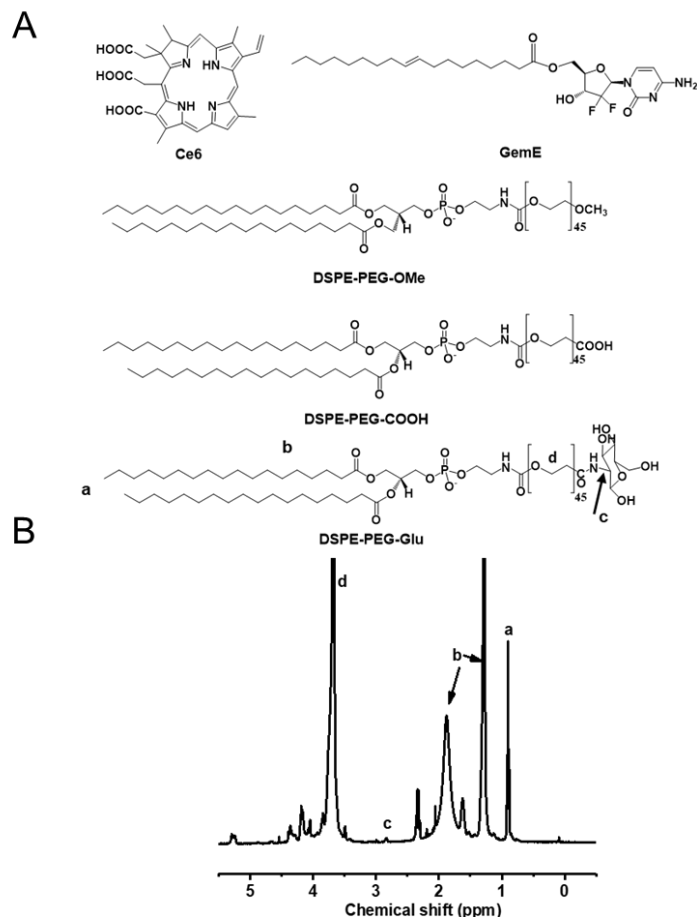 A
HOOC
HOOC
HOOC
N
HN
NH
N
Ce6
O
O
O
HO
F
F
N
N
O
NH₂
GemE
O
O
O
O
H
O
P
O
O⁻
O
H
N
O
O
O
45
OCH₃
DSPE-PEG-OMe
O
O
O
O
H
O
P
O
O⁻
O
H
N
O
O
45
COOH
DSPE-PEG-COOH
a
b
O
O
O
O
H
O
P
O
O⁻
O
H
N
O
O
d
45
C
O
H
N
HO
OH
O
OH
OH
c
DSPE-PEG-Glu
B
d
b
a
c
5 4 3 2 1 0
Chemical shift (ppm)